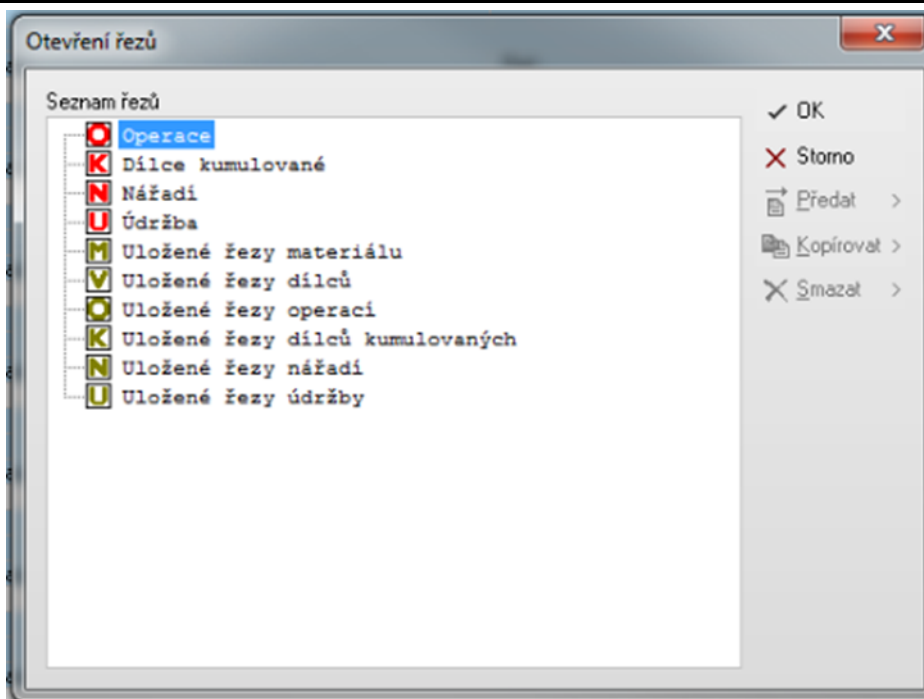 Otevření řezů
Seznam řezů
O Operace
K Dílce kumulované
N Nářadí
U Údržba
M Uložené řezy materiálu
V Uložené řezy dílců
O Uložené řezy operací
K Uložené řezy dílců kumulovaných
N Uložené řezy nářadí
U Uložené řezy údržby
OK
Storno
Předat >
Kopírovat >
Smazat >